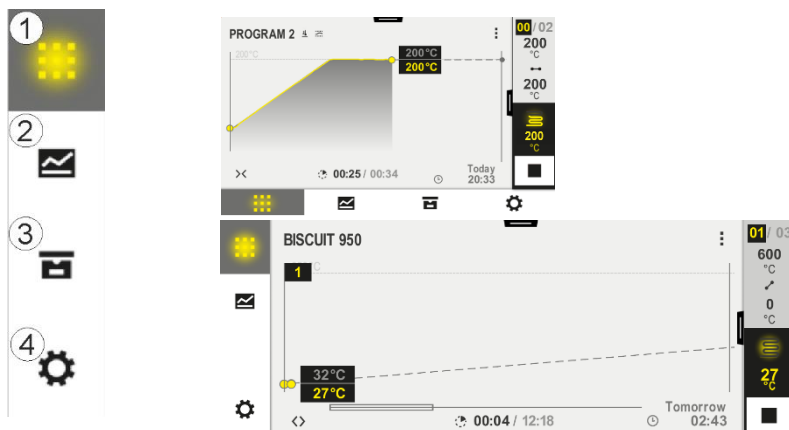 1
2
3
4
PROGRAM 2
200°C
200°C
200°C
00:25 / 00:34
Today
20:33
00/02
200
°C
200
°C
200
°C
BISCUIT 950
1
32°C
27°C
00:04 / 12:18
Tomorrow
02:43
01/03
600
°C
0
°C
27
°C